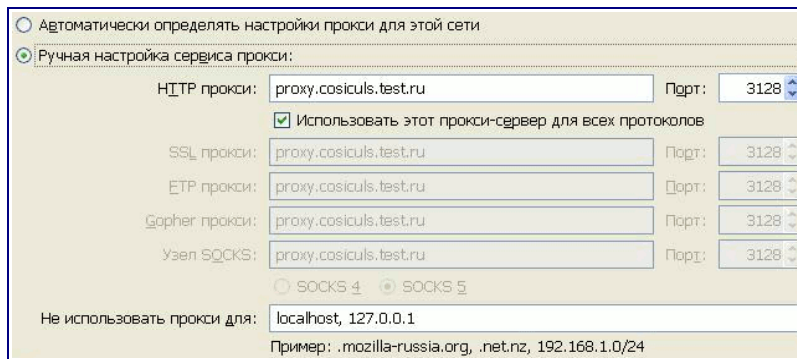 Автоматически определять настройки прокси для этой сети
Ручная настройка сервиса прокси:
HTTP прокси: proxy.cosiculs.test.ru Порт: 3128
Использовать этот прокси-сервер для всех протоколов
SSL прокси: proxy.cosiculs.test.ru Порт: 3128
FTP прокси: proxy.cosiculs.test.ru Порт: 3128
Gopher прокси: proxy.cosiculs.test.ru Порт: 3128
Узел SOCKS: proxy.cosiculs.test.ru Порт: 3128
SOCKS 4 SOCKS 5
Не использовать прокси для: localhost, 127.0.0.1
Пример: .mozilla-russia.org, .net.nz, 192.168.1.0/24